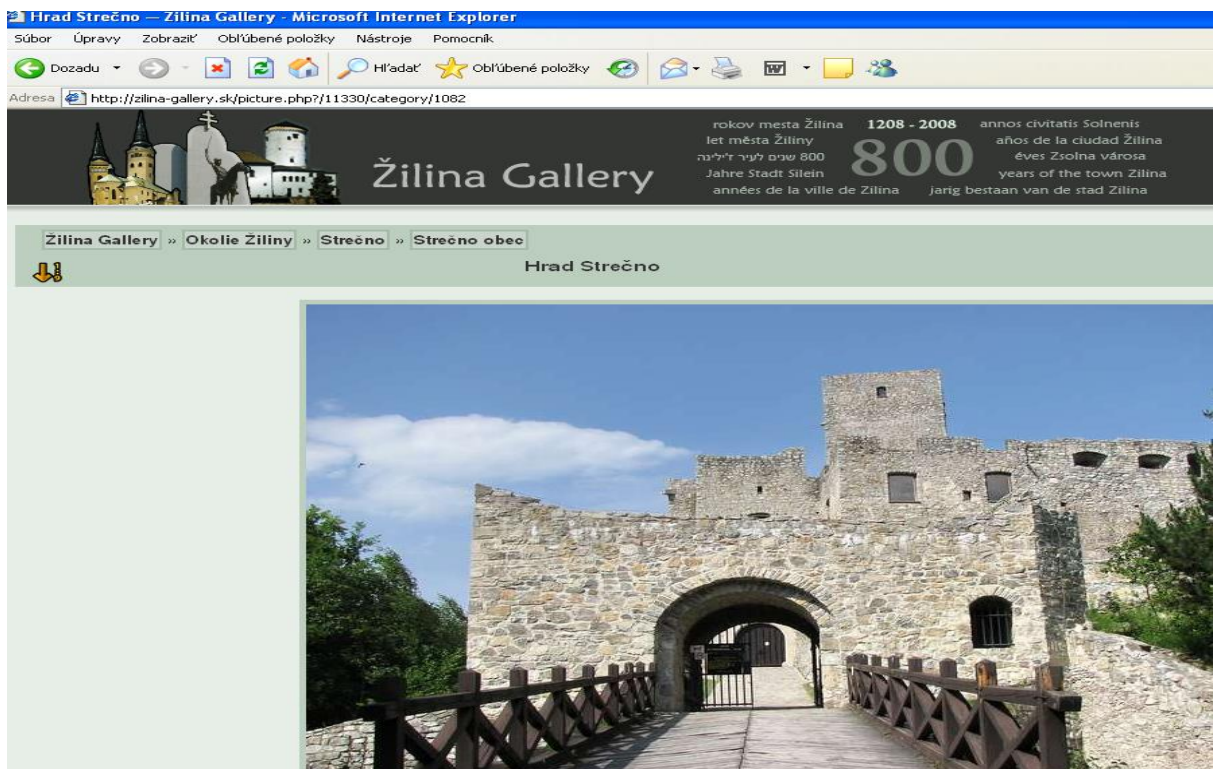 Hrad Strečno — Zilina Gallery - Microsoft Internet Explorer
Súbor Úpravy Zobraziť Obľúbené položky Nástroje Pomocník
Dozadu Hľadať Obľúbené položky
Adresa http://zilina-gallery.sk/picture.php?/11330/category/1082
Žilina Gallery
rokov mesta Žilina 1208 - 2008 annos civitatis Solnenis
let města Žiliny 800 años de la ciudad Žilina
800 שנים לעיר ז'ילינה éves Zsolna városa
Jahre Stadt Silein years of the town Zilina
années de la ville de Zilina jarig bestaan van de stad Zilina
Žilina Gallery » Okolie Žiliny » Strečno » Strečno obec
Hrad Strečno